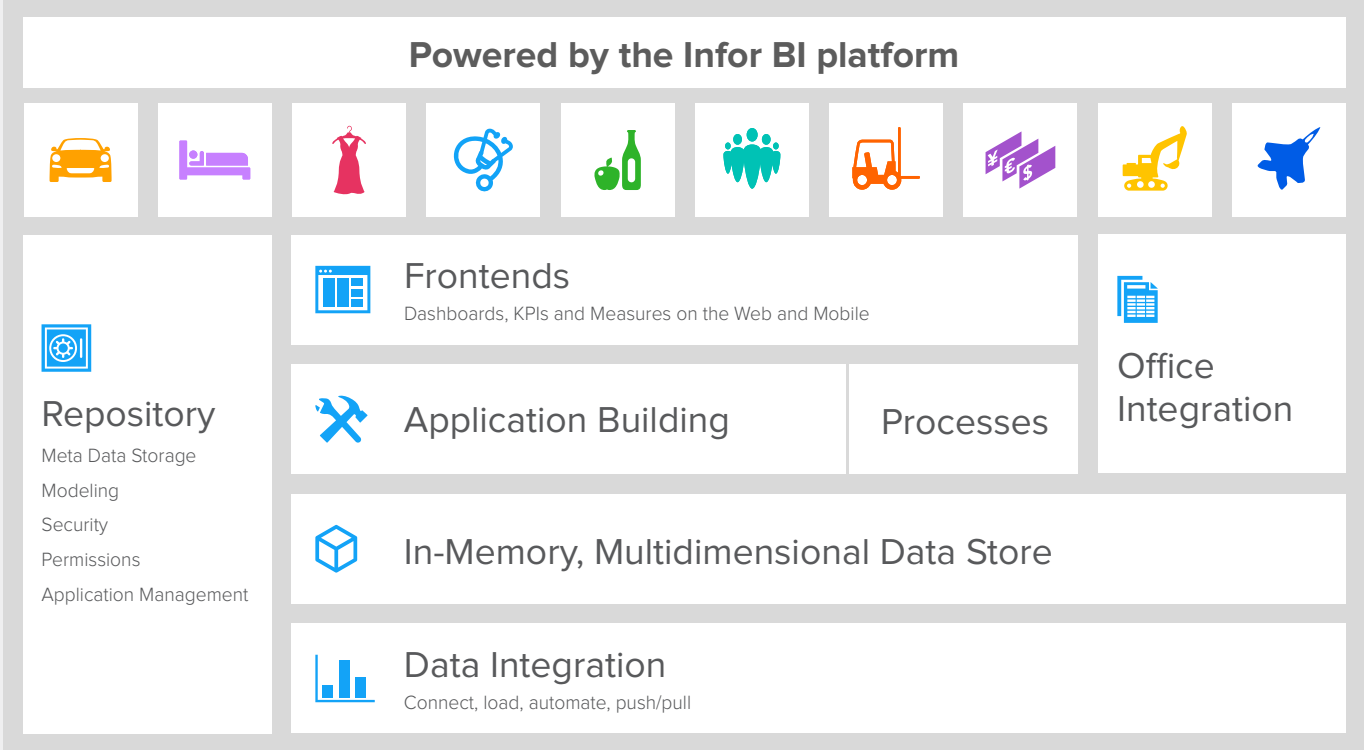 Powered by the Infor BI platform
¥ € $
Repository
Meta Data Storage
Modeling
Security
Permissions
Application Management
Frontends
Dashboards, KPIs and Measures on the Web and Mobile
Application Building
Processes
Office
Integration
In-Memory, Multidimensional Data Store
Data Integration
Connect, load, automate, push/pull